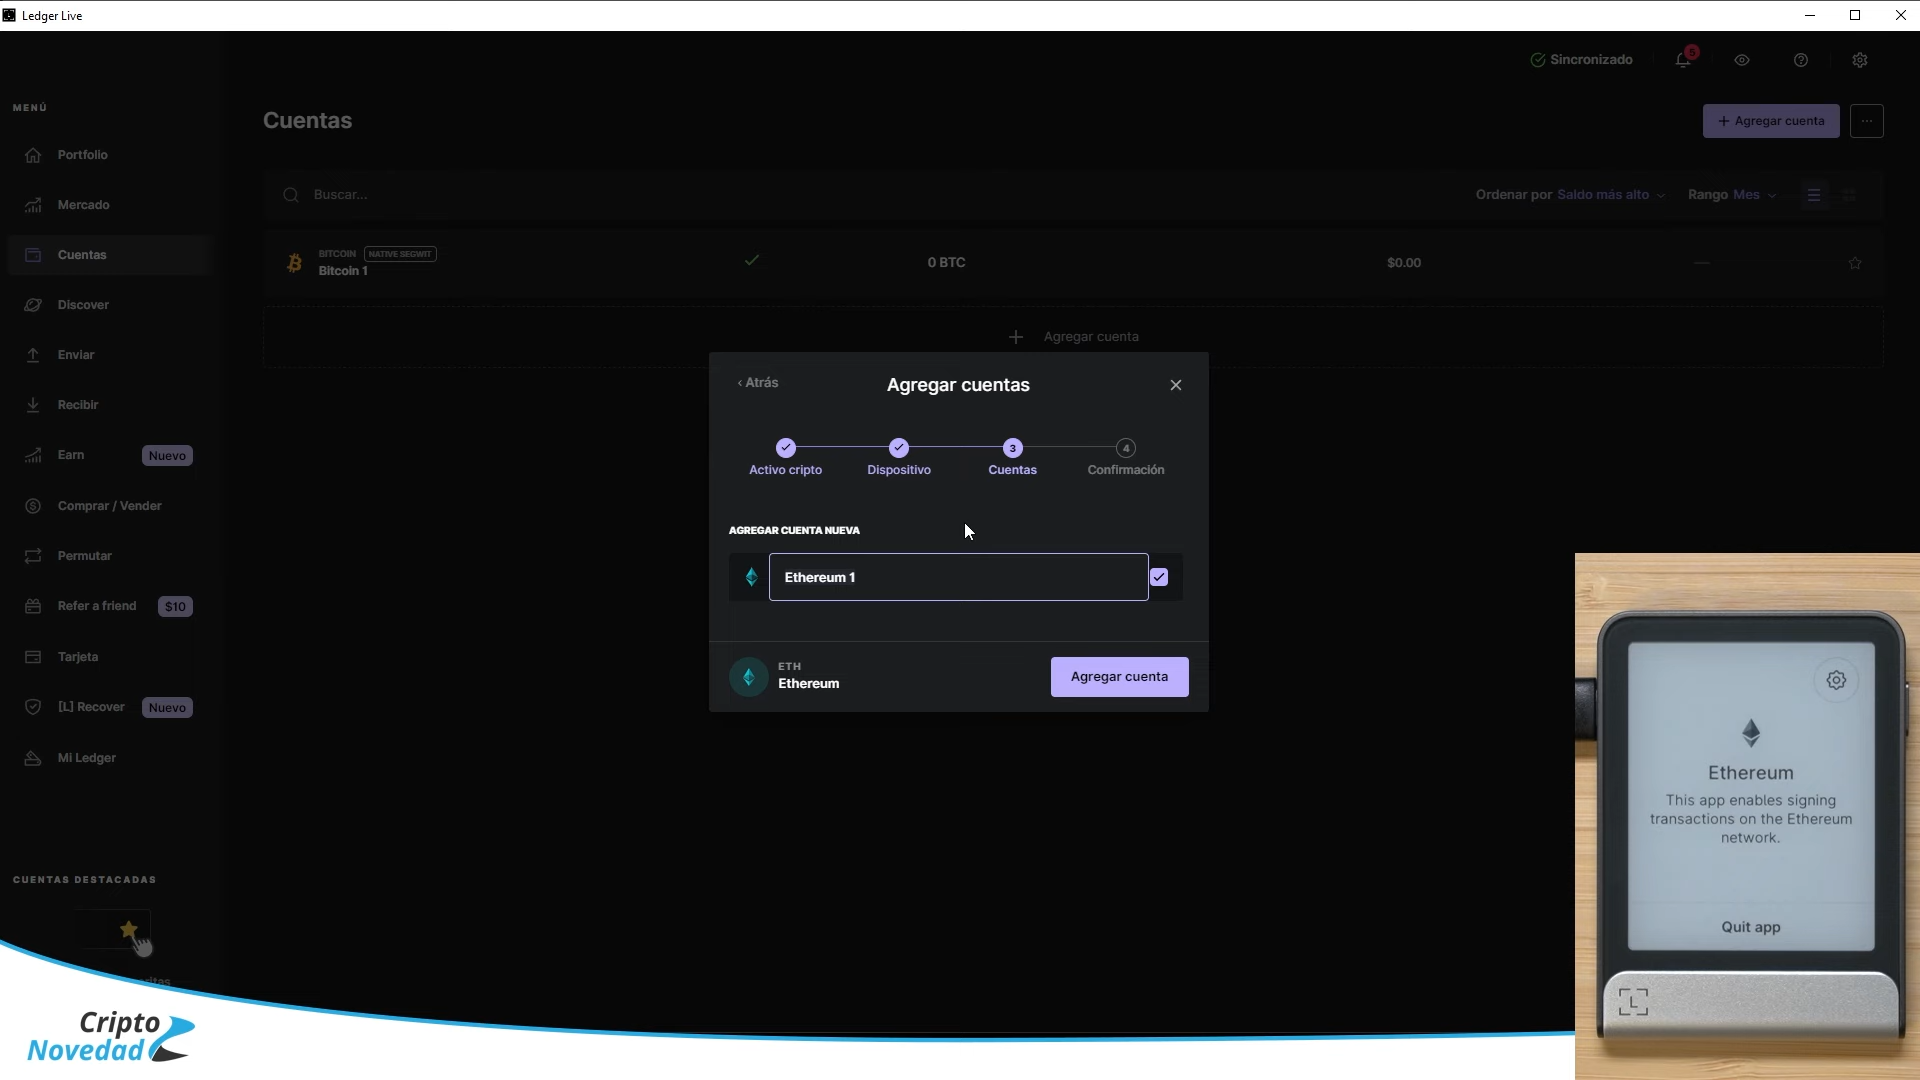 Ledger Live
Sincronizado
5
MENÚ
Cuentas
+ Agregar cuenta
...
Portfolio
Buscar...
Ordenar por Saldo más alto
Rango Mes
Mercado
BITCOIN NATIVE SEGWIT
Bitcoin 1
0 BTC
$0.00
—
Cuentas
Discover
+ Agregar cuenta
Enviar
Recibir
Earn Nuevo
Comprar / Vender
Permutar
Refer a friend $10
Tarjeta
[L] Recover Nuevo
Mi Ledger
CUENTAS DESTACADAS
‹ Atrás
Agregar cuentas
3
4
Activo cripto
Dispositivo
Cuentas
Confirmación
AGREGAR CUENTA NUEVA
Ethereum 1
ETH
Ethereum
Agregar cuenta
Ethereum
This app enables signing
transactions on the Ethereum
network.
Quit app
L
Cripto
Novedad